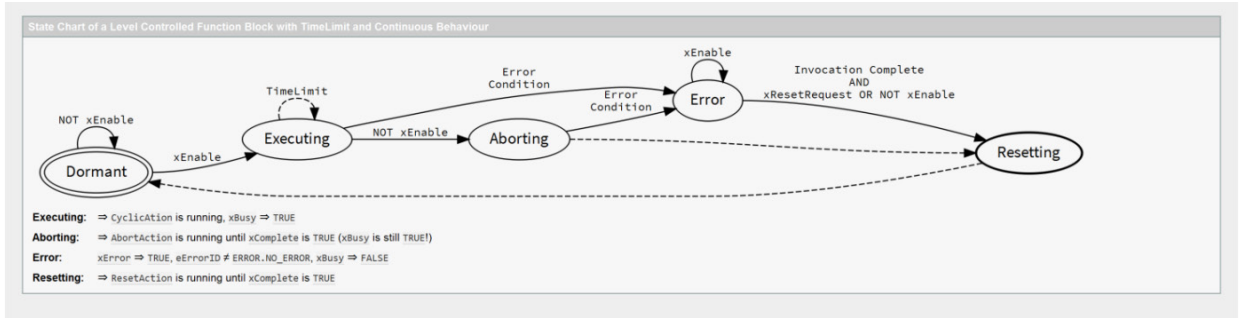 State Chart of a Level Controlled Function Block with TimeLimit and Continuous Behaviour
xEnable
Error
Condition
Invocation Complete
AND
xResetRequest OR NOT xEnable
TimeLimit
Error
Condition
Error
NOT xEnable
Executing
NOT xEnable
Aborting
Resetting
xEnable
Dormant
Executing: ⇒ CyclicAtion is running, xBusy ⇒ TRUE
Aborting: ⇒ AbortAction is running until xComplete is TRUE (xBusy is still TRUE!)
Error: xError ⇒ TRUE, eErrorID ≠ ERROR.NO_ERROR, xBusy ⇒ FALSE
Resetting: ⇒ ResetAction is running until xComplete is TRUE